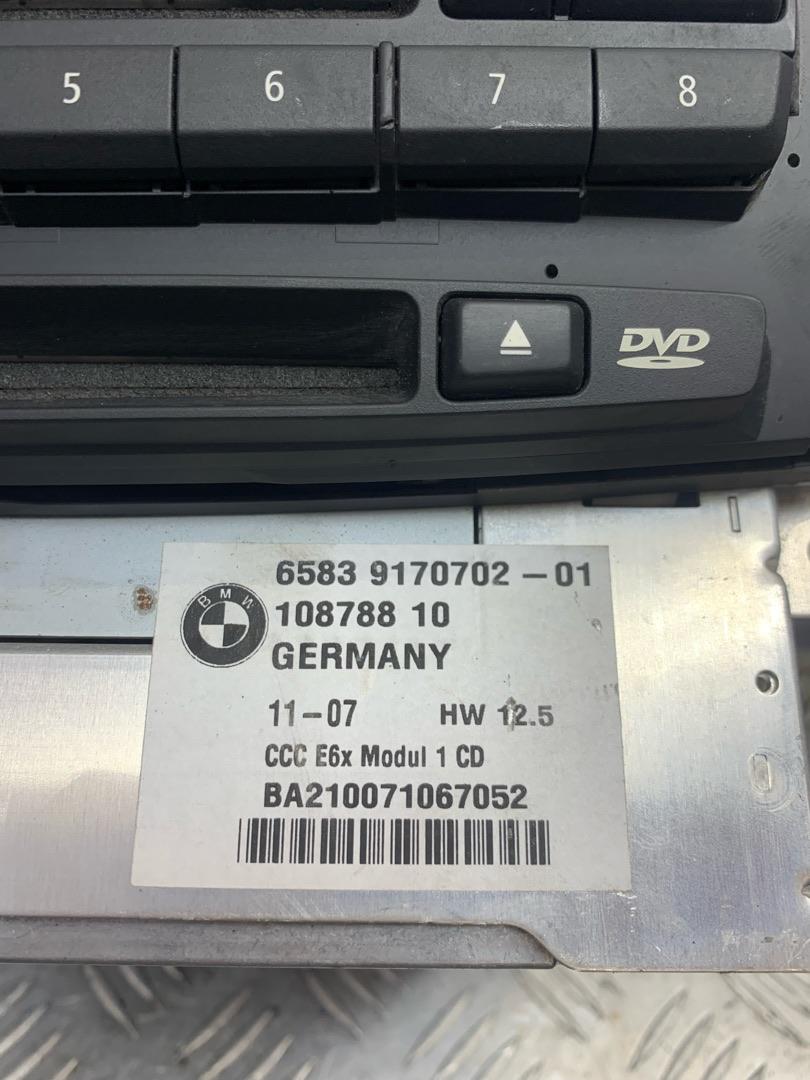 5 6 7 8
DVD
6583 9170702-01
BMW
108788 10
GERMANY
11-07 HW 12.5
CCC E6x Modul 1 CD
BA210071067052